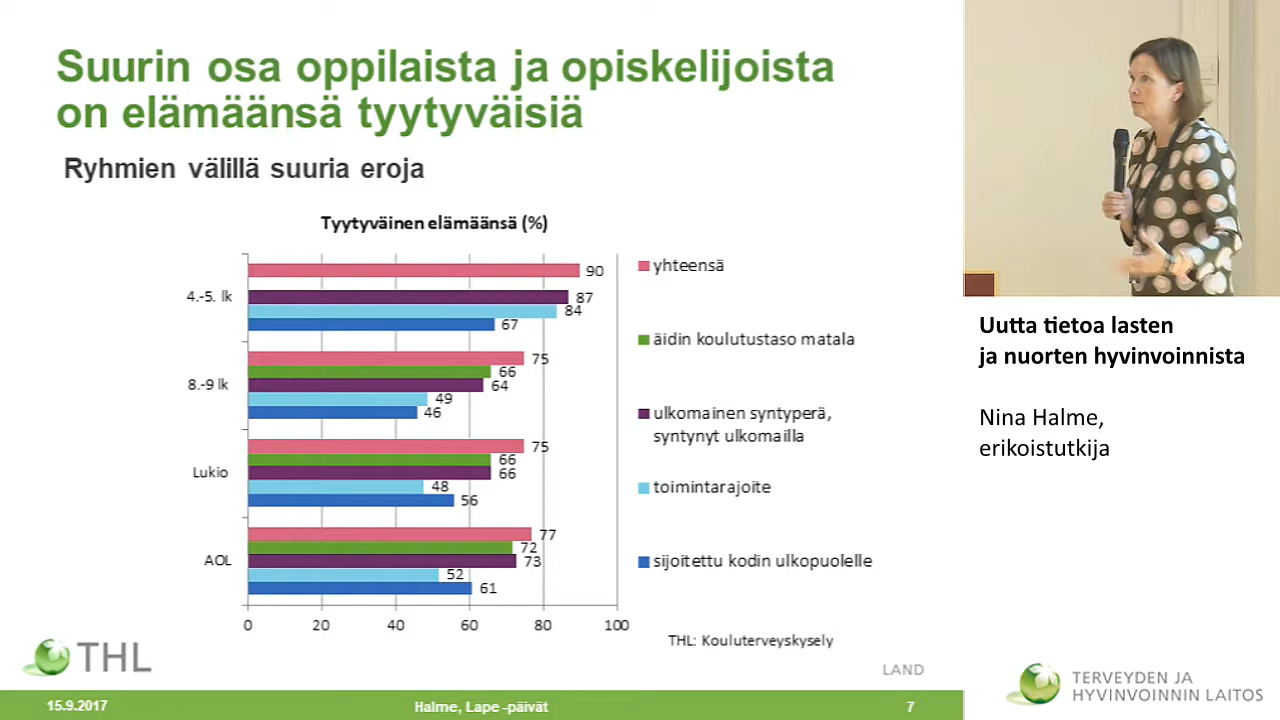 Suurin osa oppilaista ja opiskelijoista
on elämäänsä tyytyväisiä
Ryhmien välillä suuria eroja
Tyytyväinen elämäänsä (%)
4.-5. lk
90
87
84
67
8.-9 lk
75
66
64
49
46
Lukio
75
66
66
48
56
AOL
77
72
73
52
61
0 20 40 60 80 100
yhteensä
äidin koulutustaso matala
ulkomainen syntyperä,
syntynyt ulkomailla
toimintarajoite
sijoitettu kodin ulkopuolelle
THL: Kouluterveyskysely
THL
LAND
15.9.2017 Halme, Lape -päivät 7
Uutta tietoa lasten
ja nuorten hyvinvoinnista
Nina Halme,
erikoistutkija
TERVEYDEN JA
HYVINVOINNIN LAITOS